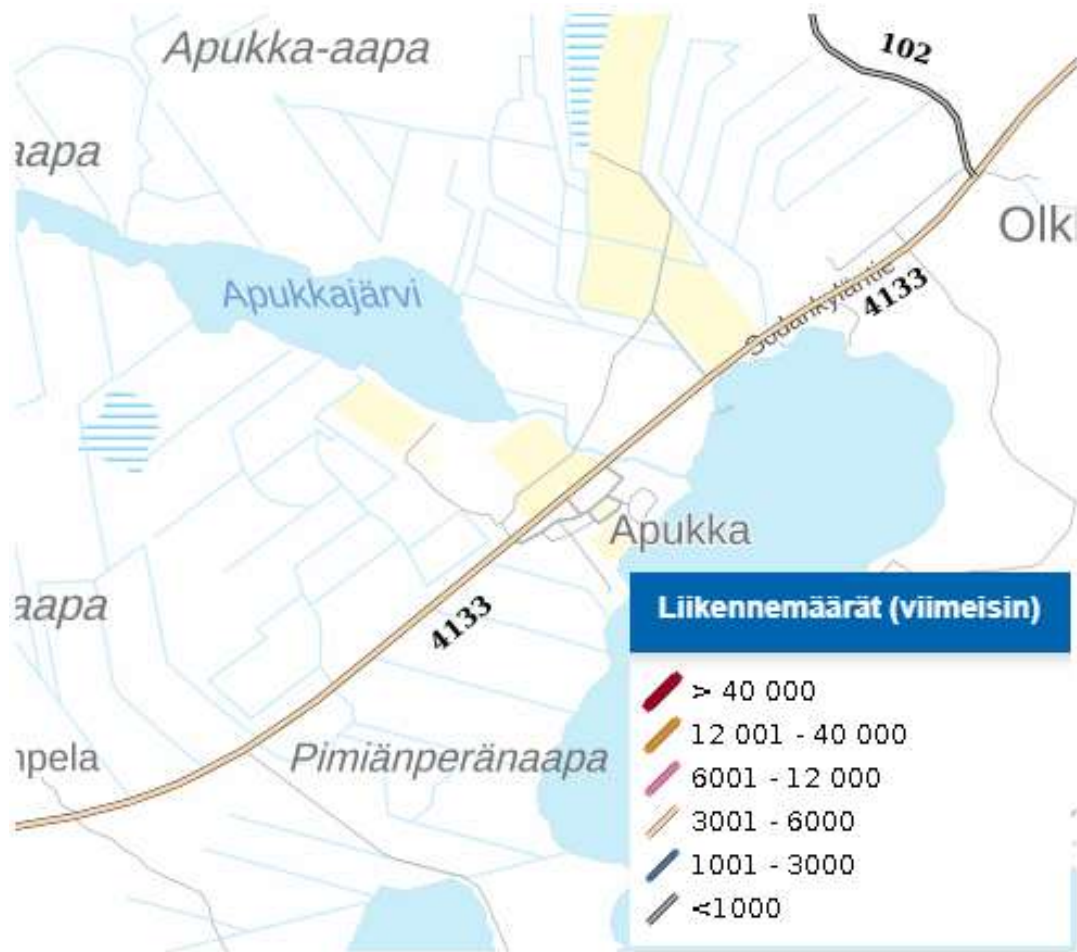 Apukka-aapa
102
aapa
Olkl
Apukkajärvi
Sodankyläntie
4133
Apukka
aapa
4133
Liikennemäärät (viimeisin)
> 40 000
12 001 - 40 000
6001 - 12 000
3001 - 6000
1001 - 3000
<1000
npela
Pimiänperänaapa